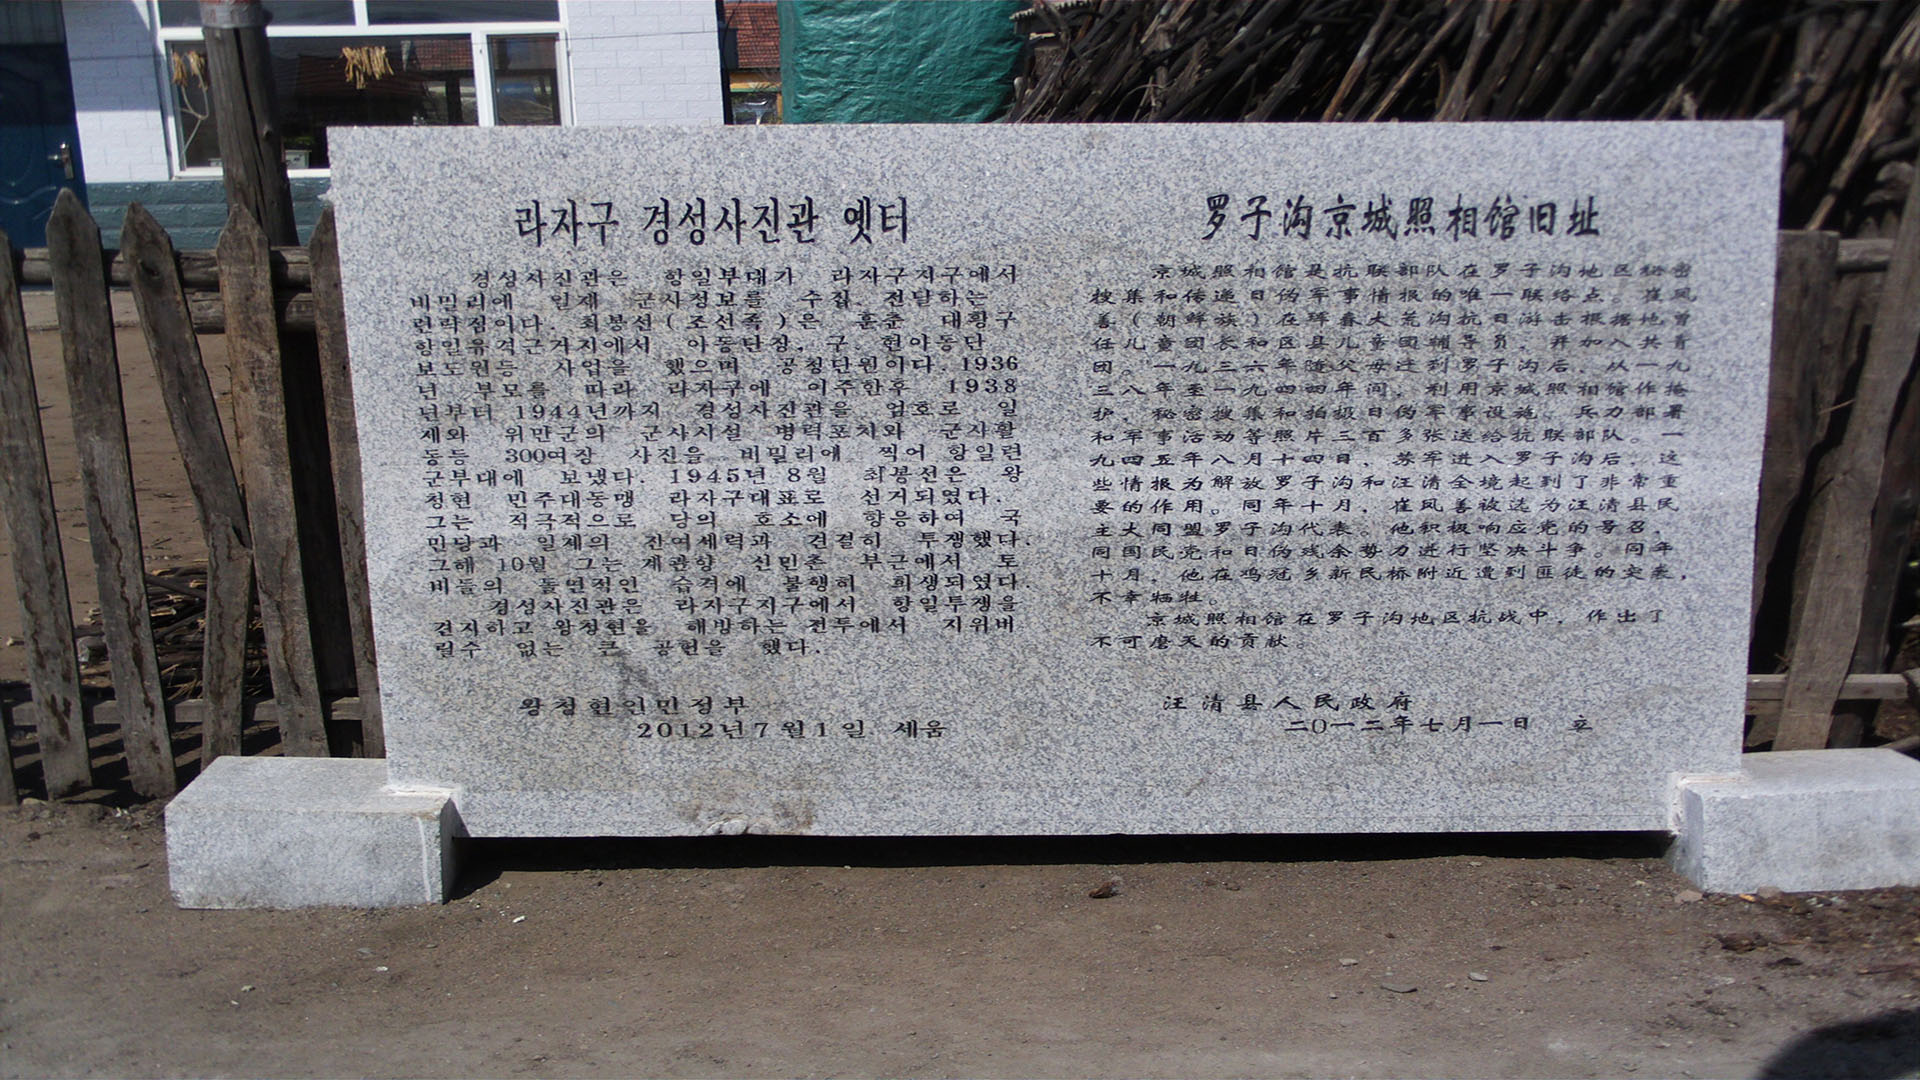 라자구 경성사진관 옛터
경성사진관은 항일부대가 라자구지구에서
비밀리에 일제 군사정보를 수집 전달하는
련락점이다. 최봉선(조선족)은 훈춘 대황구
항일유격근거지에서 아동단장, 구. 현아동단
보도원등 사업을 했으며 공청단원이다. 1936
년 부모를 따라 라자구에 이주한후 1938
년부터 1944년까지 경성사진관을 엄호로 일
제와 위만군의 군사시설 병력포치와 군사활
동등 300여장 사진을 비밀리에 찍어 항일련
군부대에 보냈다. 1945년 8월 최봉선은 왕
청현 민주대동맹 라자구대표로 선거되였다.
그는 적극적으로 당의 호소에 향응하여 국
민당과 일제의 잔여세력과 견결히 투쟁했다.
그해 10월 그는 계관향 신민촌 부근에서 토
비들의 돌연적인 습격에 불행히 희생되였다.
경성사진관은 라자구지구에서 항일투쟁을
견지하고 왕청현을 해방하는 전투에서 지워버
릴수 없는 큰 공헌을 했다.
왕청현인민정부
2012년7월1일 세움
罗子沟京城照相馆旧址
京城照相馆是抗联部队在罗子沟地区秘密
搜集和传递日伪军事情报的唯一联络点。崔凤
善(朝鲜族)在珲春大荒沟抗日游击根据地曾
任儿童团长和区县儿童团辅导员，并加入共青
团。一九三六年随父母迁到罗子沟后，从一九
三八年至一九四四年间，利用京城照相馆作掩
护，秘密搜集和拍摄日伪军事设施、兵力部署
和军事活动等照片三百多张送给抗联部队。一
九四五年八月十四日，苏军进入罗子沟后，这
些情报为解放罗子沟和汪清全境起到了非常重
要的作用。同年十月，崔凤善被选为汪清县民
主大同盟罗子沟代表。他积极响应党的号召，
同国民党和日伪残余势力进行坚决斗争。同年
十月，他在鸡冠乡新民桥附近遭到匪徒的突袭，
不幸牺牲。
京城照相馆在罗子沟地区抗战中，作出了
不可磨灭的贡献。
汪清县人民政府
二0一二年七月一日 立